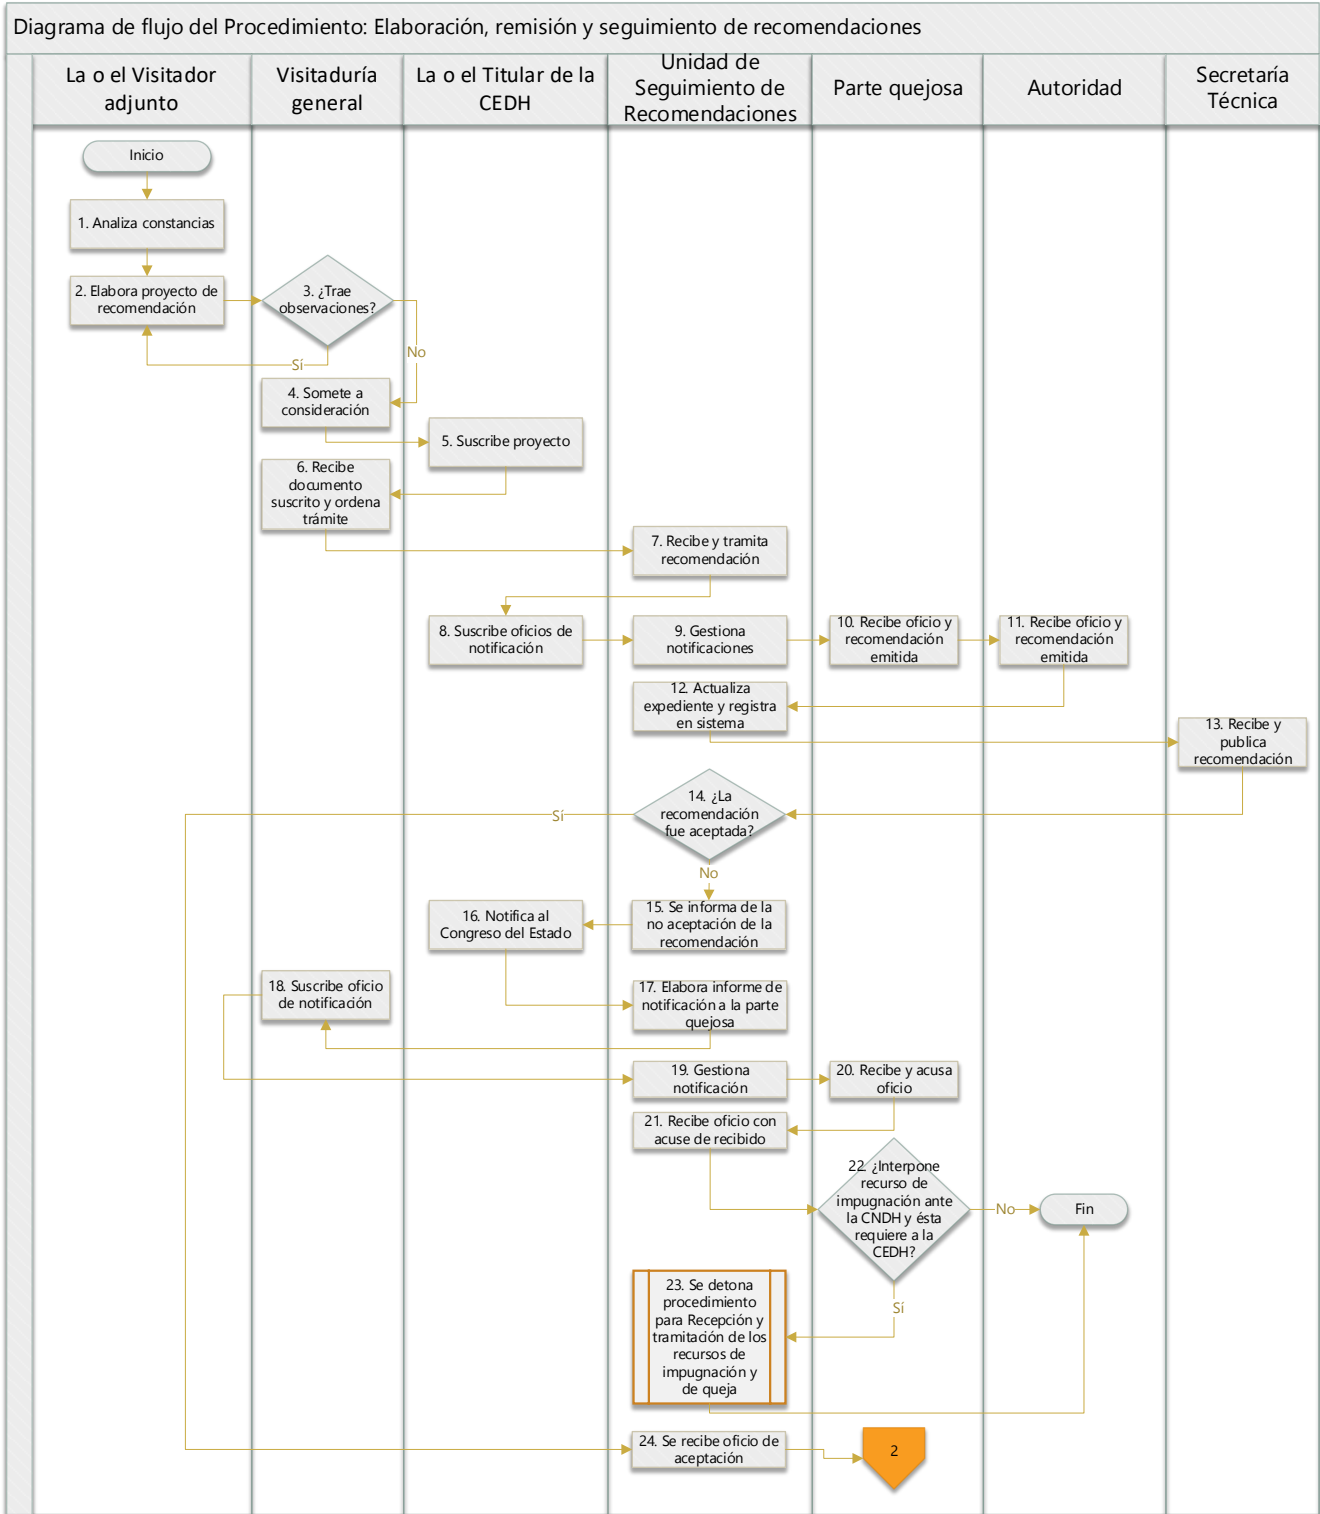 Diagrama de flujo del Procedimiento: Elaboración, remisión y seguimiento de recomendaciones
La o el Visitador
adjunto
Visitaduría
general
La o el Titular de la
CEDH
Unidad de
Seguimiento de
Recomendaciones
Parte quejosa
Autoridad
Secretaría
Técnica
Inicio
1. Analiza constancias
2. Elabora proyecto de
recomendación
3. ¿Trae
observaciones?
No
Sí
4. Somete a
consideración
5. Suscribe proyecto
6. Recibe
documento
suscrito y ordena
trámite
7. Recibe y tramita
recomendación
8. Suscribe oficios de
notificación
9. Gestiona
notificaciones
10. Recibe oficio y
recomendación
emitida
11. Recibe oficio y
recomendación
emitida
12. Actualiza
expediente y registra
en sistema
13. Recibe y
publica
recomendación
14. ¿La
recomendación
fue aceptada?
Sí
No
15. Se informa de la
no aceptación de la
recomendación
16. Notifica al
Congreso del Estado
17. Elabora informe de
notificación a la parte
quejosa
18. Suscribe oficio
de notificación
19. Gestiona
notificación
20. Recibe y acusa
oficio
21. Recibe oficio con
acuse de recibido
22. ¿Interpone
recurso de
impugnación ante
la CNDH y ésta
requiere a la
CEDH?
No
Fin
Sí
23. Se detona
procedimiento
para Recepción y
tramitación de los
recursos de
impugnación y
de queja
24. Se recibe oficio de
aceptación
2